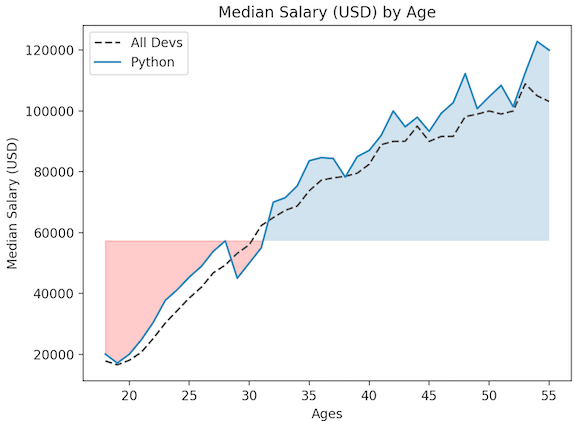 Median Salary (USD) by Age
All Devs
Python
Median Salary (USD)
120000
100000
80000
60000
40000
20000
20 25 30 35 40 45 50 55
Ages